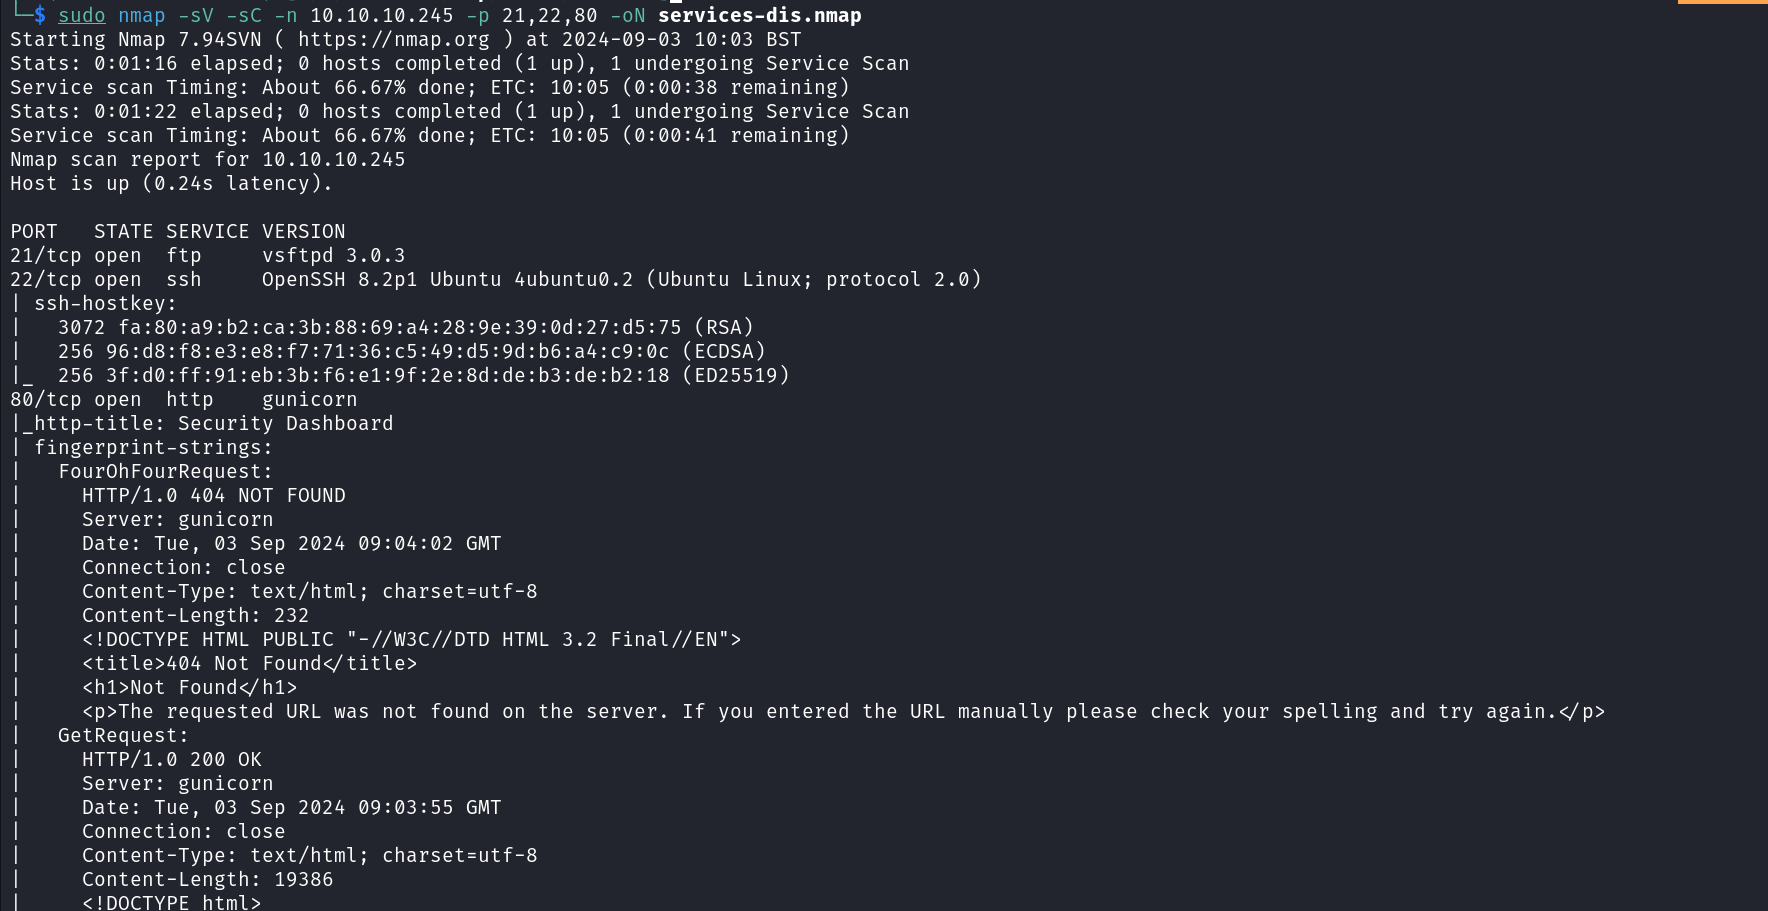 └─$ sudo nmap -sV -sC -n 10.10.10.245 -p 21,22,80 -oN services-dis.nmap
Starting Nmap 7.94SVN ( https://nmap.org ) at 2024-09-03 10:03 BST
Stats: 0:01:16 elapsed; 0 hosts completed (1 up), 1 undergoing Service Scan
Service scan Timing: About 66.67% done; ETC: 10:05 (0:00:38 remaining)
Stats: 0:01:22 elapsed; 0 hosts completed (1 up), 1 undergoing Service Scan
Service scan Timing: About 66.67% done; ETC: 10:05 (0:00:41 remaining)
Nmap scan report for 10.10.10.245
Host is up (0.24s latency).

PORT   STATE SERVICE VERSION
21/tcp open  ftp     vsftpd 3.0.3
22/tcp open  ssh     OpenSSH 8.2p1 Ubuntu 4ubuntu0.2 (Ubuntu Linux; protocol 2.0)
| ssh-hostkey:
|   3072 fa:80:a9:b2:ca:3b:88:69:a4:28:9e:39:0d:27:d5:75 (RSA)
|   256 96:d8:f8:e3:e8:f7:71:36:c5:49:d5:9d:b6:a4:c9:0c (ECDSA)
|_  256 3f:d0:ff:91:eb:3b:f6:e1:9f:2e:8d:de:b3:de:b2:18 (ED25519)
80/tcp open  http    gunicorn
|_http-title: Security Dashboard
| fingerprint-strings:
|   FourOhFourRequest:
|     HTTP/1.0 404 NOT FOUND
|     Server: gunicorn
|     Date: Tue, 03 Sep 2024 09:04:02 GMT
|     Connection: close
|     Content-Type: text/html; charset=utf-8
|     Content-Length: 232
|     <!DOCTYPE HTML PUBLIC "-//W3C//DTD HTML 3.2 Final//EN">
|     <title>404 Not Found</title>
|     <h1>Not Found</h1>
|     <p>The requested URL was not found on the server. If you entered the URL manually please check your spelling and try again.</p>
|   GetRequest:
|     HTTP/1.0 200 OK
|     Server: gunicorn
|     Date: Tue, 03 Sep 2024 09:03:55 GMT
|     Connection: close
|     Content-Type: text/html; charset=utf-8
|     Content-Length: 19386
|     <!DOCTYPE html>